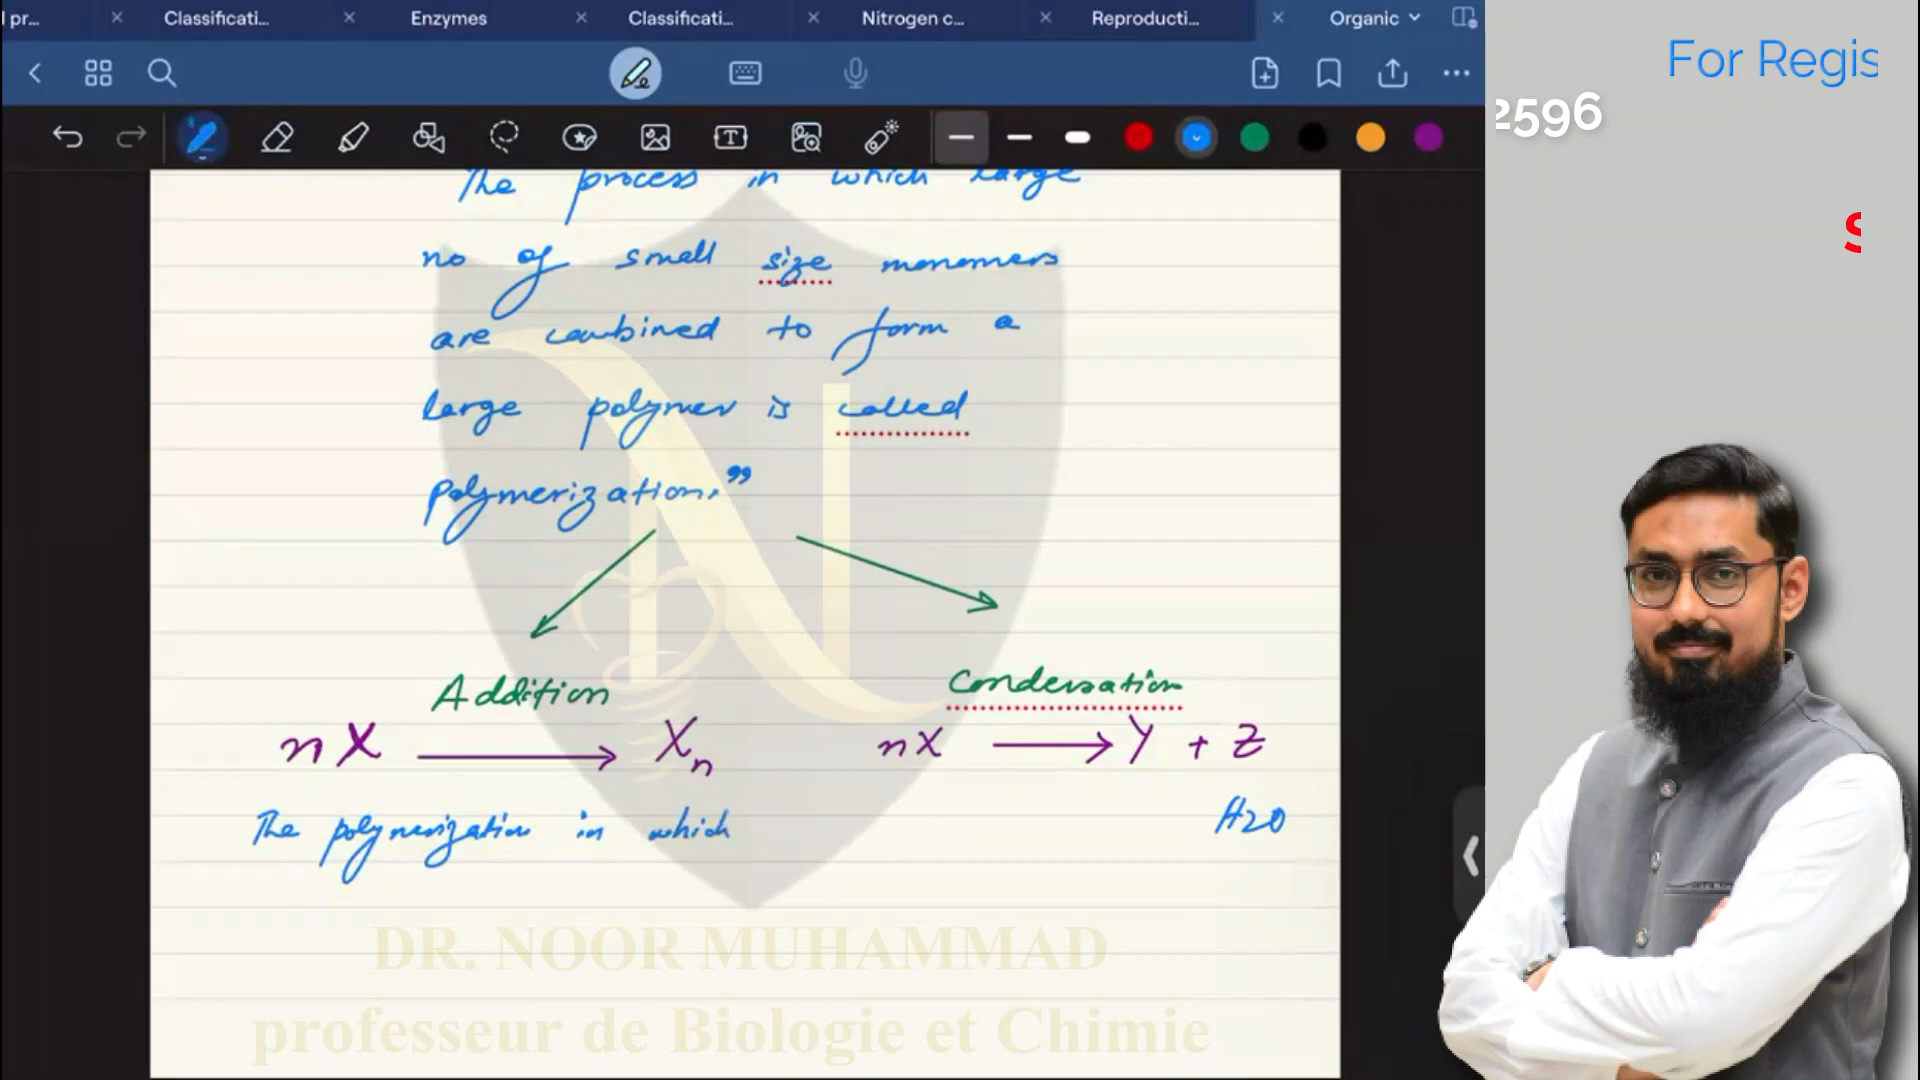 l pr...
Classificati...
Enzymes
Classificati...
Nitrogen c...
Reproducti...
Organic
For Regis
2596
S
The process in which large
no of small size monomers
are combined to form a
large polymer is called
polymerization."
Addition
Condensation
nX → Xn
nX → Y + Z
The polymerization in which
H2O
DR. NOOR MUHAMMAD
professeur de Biologie et Chimie